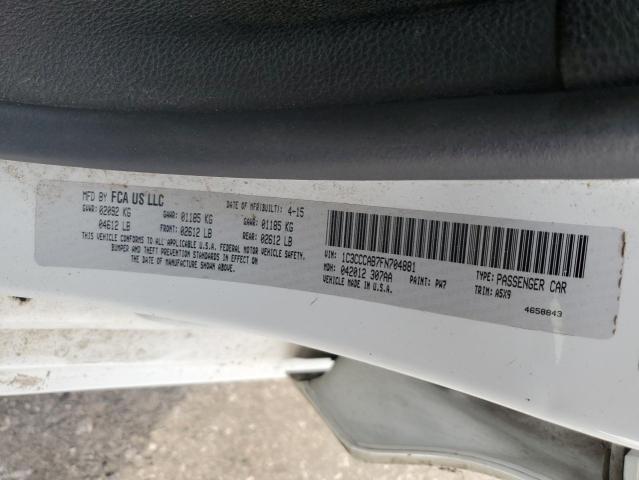 MFD BY FCA US LLC DATE OF MFR(BUILT): 4-15
GVWR: 02092 KG GAWR: 01185 KG GAWR: 01185 KG
04612 LB FRONT: 02612 LB REAR: 02612 LB
THIS VEHICLE CONFORMS TO ALL APPLICABLE U.S.A. FEDERAL MOTOR VEHICLE SAFETY,
BUMPER AND THEFT PREVENTION STANDARDS IN EFFECT ON
THE DATE OF MANUFACTURE SHOWN ABOVE.
VIN: 1C3CCCAB7FN704881 TYPE: PASSENGER CAR
MDH: 042012 307AA PAINT: PW7 TRIM: A5X9
VEHICLE MADE IN U.S.A.
4658843